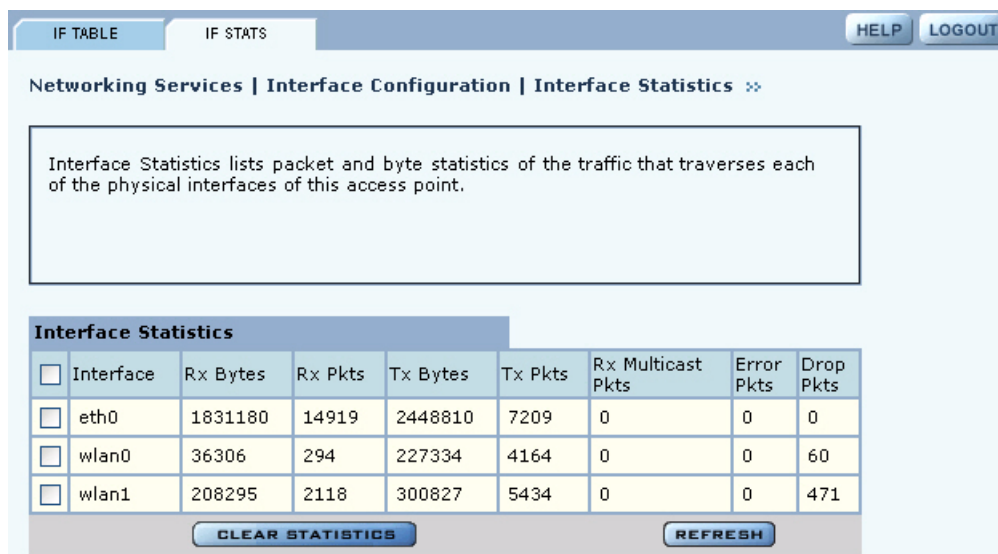 IF TABLE IF STATS HELP LOGOUT
Networking Services | Interface Configuration | Interface Statistics »
Interface Statistics lists packet and byte statistics of the traffic that traverses each
of the physical interfaces of this access point.
Interface Statistics
Interface Rx Bytes Rx Pkts Tx Bytes Tx Pkts Rx Multicast Pkts Error Pkts Drop Pkts
eth0 1831180 14919 2448810 7209 0 0 0
wlan0 36306 294 227334 4164 0 0 60
wlan1 208295 2118 300827 5434 0 0 471
CLEAR STATISTICS REFRESH